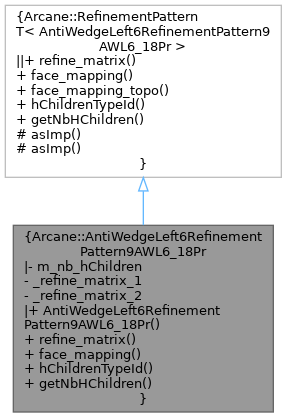 {Arcane::RefinementPattern
T< AntiWedgeLeft6RefinementPattern9
AWL6_18Pr >
||+ refine_matrix()
+ face_mapping()
+ face_mapping_topo()
+ hChildrenTypeId()
+ getNbHChildren()
# asImp()
# asImp()
}
{Arcane::AntiWedgeLeft6Refinement
Pattern9AWL6_18Pr
|- m_nb_hChildren
- _refine_matrix_1
- _refine_matrix_2
|+ AntiWedgeLeft6Refinement
Pattern9AWL6_18Pr()
+ refine_matrix()
+ face_mapping()
+ hChildrenTypeId()
+ getNbHChildren()
}